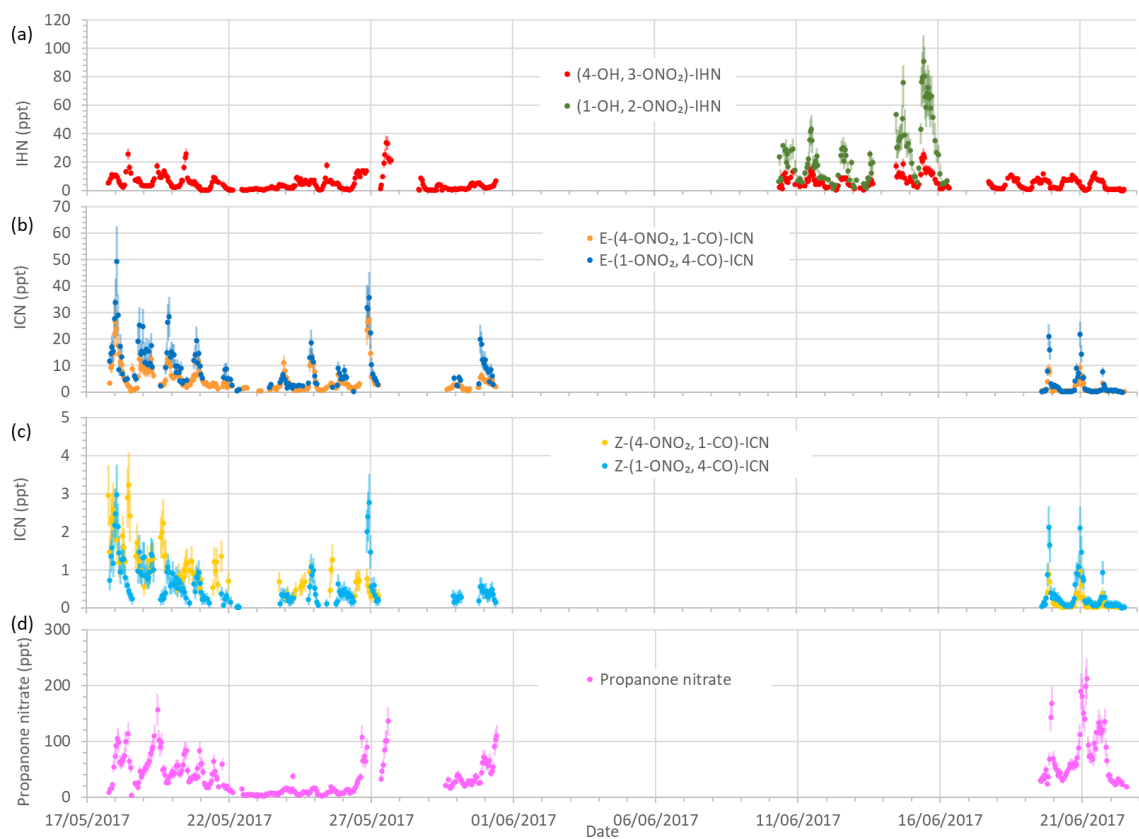 (a)
IHN (ppt)
120
100
80
60
40
20
0
(4-OH, 3-ONO₂)-IHN
(1-OH, 2-ONO₂)-IHN
(b)
ICN (ppt)
70
60
50
40
30
20
10
0
E-(4-ONO₂, 1-CO)-ICN
E-(1-ONO₂, 4-CO)-ICN
(c)
ICN (ppt)
5
4
3
2
1
0
Z-(4-ONO₂, 1-CO)-ICN
Z-(1-ONO₂, 4-CO)-ICN
(d)
Propanone nitrate (ppt)
300
200
100
0
Propanone nitrate
17/05/2017 22/05/2017 27/05/2017 01/06/2017 06/06/2017 11/06/2017 16/06/2017 21/06/2017
Date